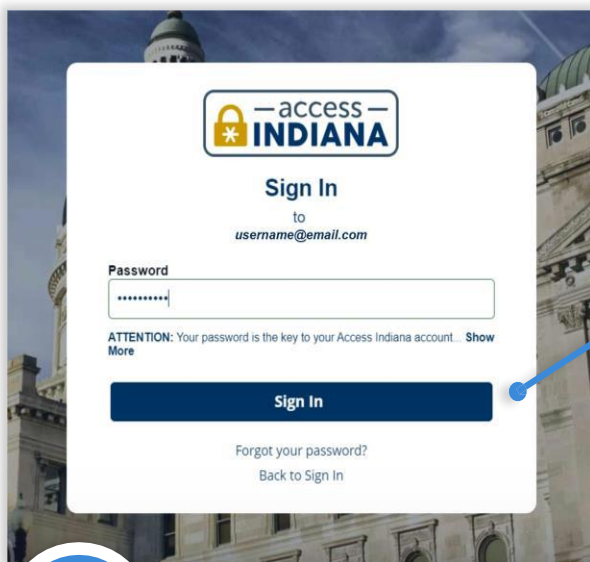 access
INDIANA
Sign In
to
username@email.com
Password
••••••••••
ATTENTION: Your password is the key to your Access Indiana account... Show
More
Sign In
Forgot your password?
Back to Sign In